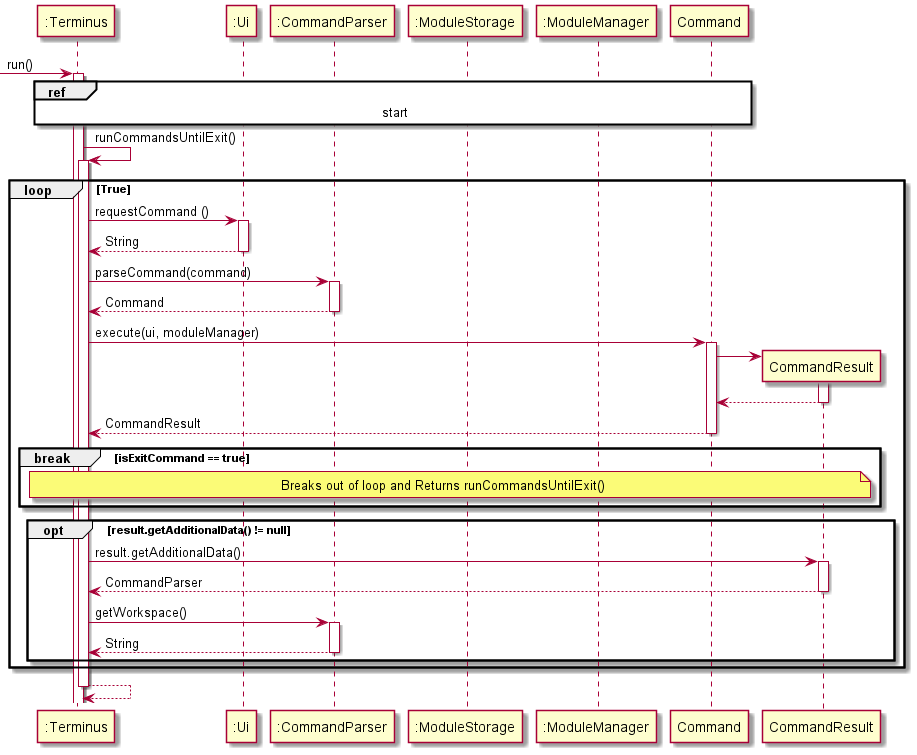 :Terminus
:Ui
:CommandParser
:ModuleStorage
:ModuleManager
Command
run()
ref
start
runCommandsUntilExit()
loop
[True]
requestCommand ()
String
parseCommand(command)
Command
execute(ui, moduleManager)
CommandResult
CommandResult
break
[isExitCommand == true]
Breaks out of loop and Returns runCommandsUntilExit()
opt
[result.getAdditionalData() != null]
result.getAdditionalData()
CommandParser
getWorkspace()
String
:Terminus
:Ui
:CommandParser
:ModuleStorage
:ModuleManager
Command
CommandResult